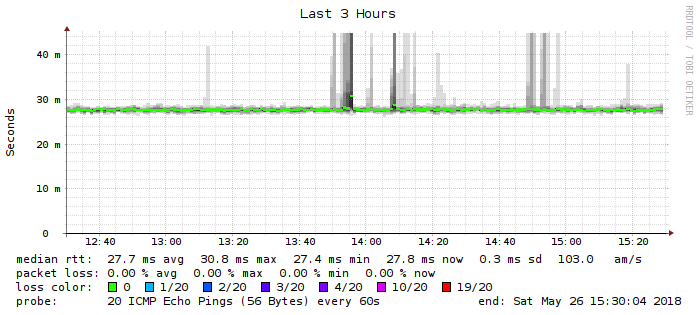 Last 3 Hours
RRDTOOL / TOBI OETIKER
Seconds
40 m
30 m
20 m
10 m
0
12:40 13:00 13:20 13:40 14:00 14:20 14:40 15:00 15:20
median rtt: 27.7 ms avg 30.8 ms max 27.4 ms min 27.8 ms now 0.3 ms sd 103.0 am/s
packet loss: 0.00 % avg 0.00 % max 0.00 % min 0.00 % now
loss color: 0 1/20 2/20 3/20 4/20 10/20 19/20
probe: 20 ICMP Echo Pings (56 Bytes) every 60s end: Sat May 26 15:30:04 2018